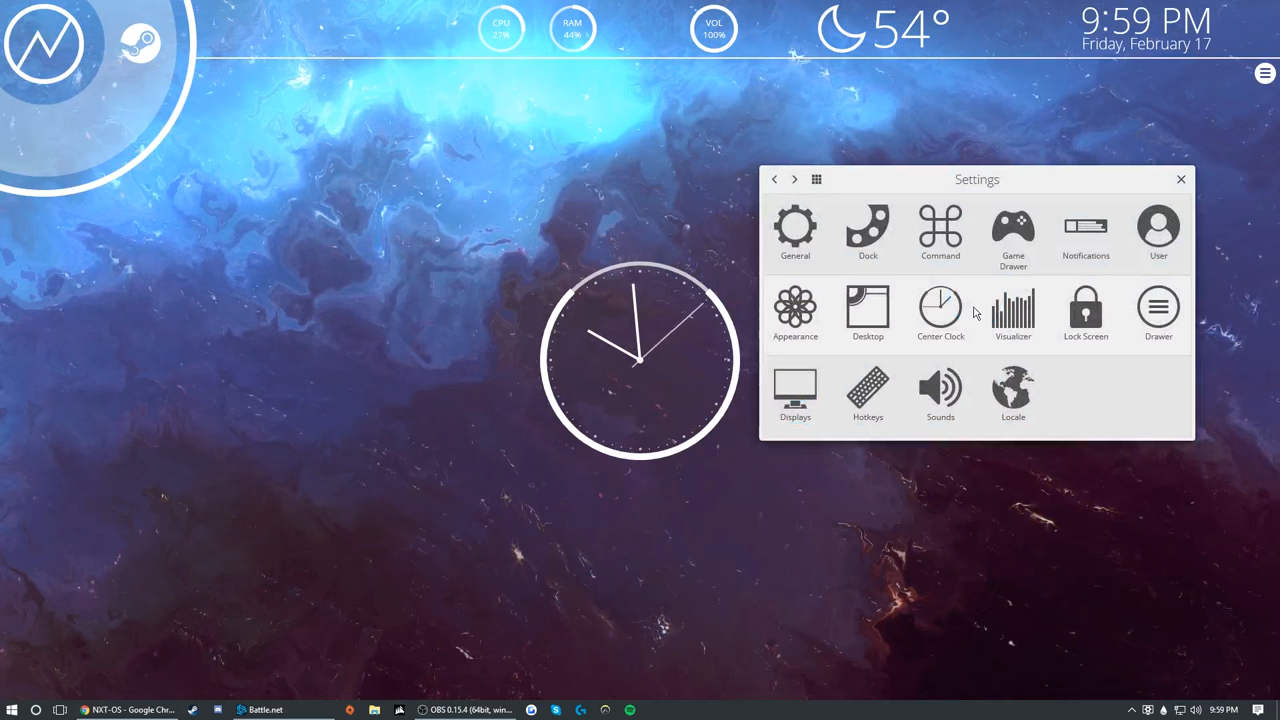 CPU
27%
RAM
44%
VOL
100%
54°
9:59 PM
Friday, February 17
Settings
General
Dock
Command
Game
Drawer
Notifications
User
Appearance
Desktop
Center Clock
Visualizer
Lock Screen
Drawer
Displays
Hotkeys
Sounds
Locale
NXT-OS - Google Chr...
Battle.net
OBS 0.15.4 (64bit, win...
9:59 PM